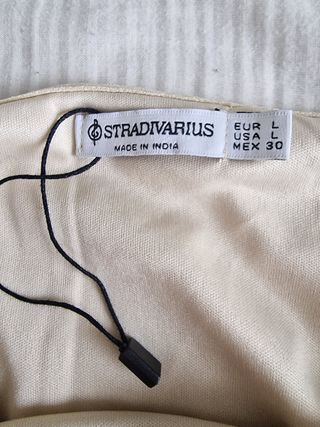 STRADIVARIUS
MADE IN INDIA
EUR L
USA L
MEX 30